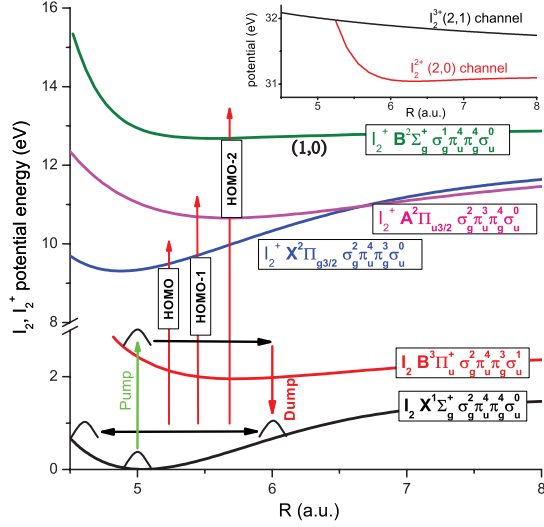 I₂³⁺(2,1) channel
I₂²⁺(2,0) channel
potential (eV)
32
31
5 6 7 8
R (a.u.)
I₂, I₂⁺ potential energy (eV)
16
14
12
10
8
2
0
I₂⁺ B²Σg⁺ σg¹πu⁴πg⁴σu⁰
(1,0)
HOMO-2
I₂⁺ A²Πu3/2 σg²πu³πg⁴σu⁰
I₂⁺ X²Πg3/2 σg²πu⁴πg³σu⁰
HOMO
HOMO-1
Pump
Dump
I₂ B³Πu⁺ σg²πu⁴πg³σu¹
I₂ X¹Σg⁺ σg²πu⁴πg⁴σu⁰
5 6 7 8
R (a.u.)